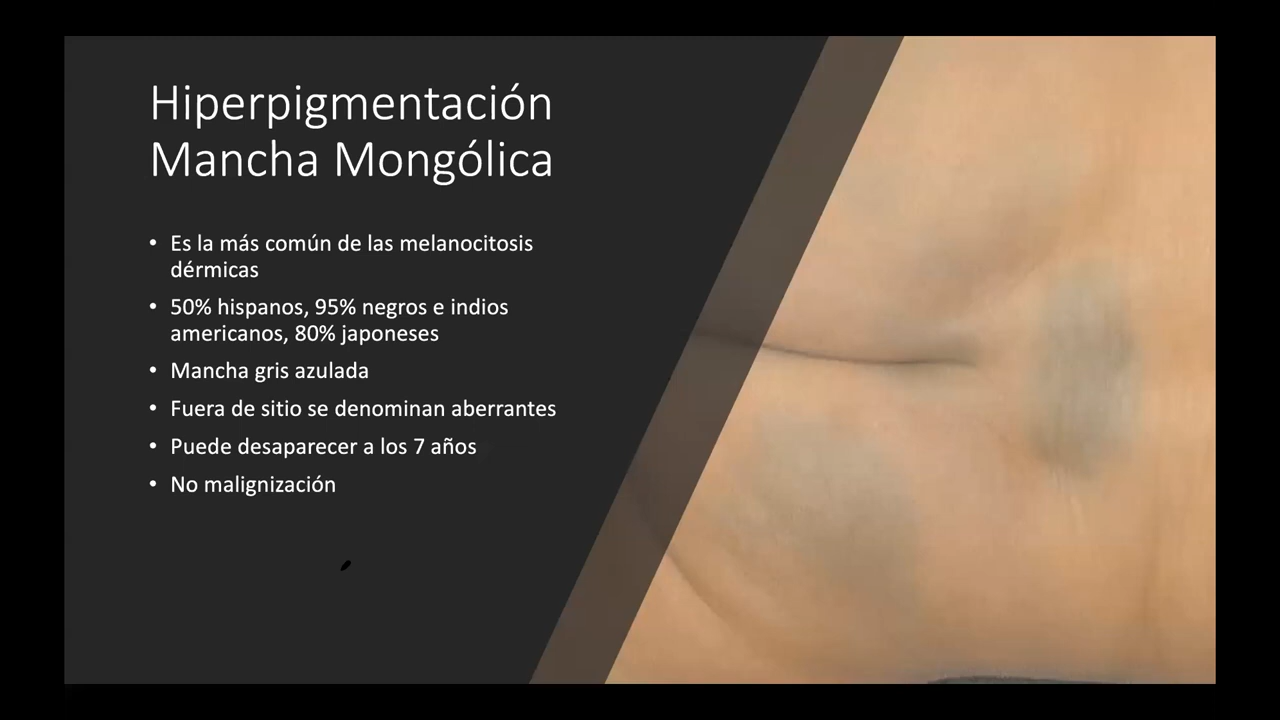 Hiperpigmentación
Mancha Mongólica
• Es la más común de las melanocitosis
dérmicas
• 50% hispanos, 95% negros e indios
americanos, 80% japoneses
• Mancha gris azulada
• Fuera de sitio se denominan aberrantes
• Puede desaparecer a los 7 años
• No malignización